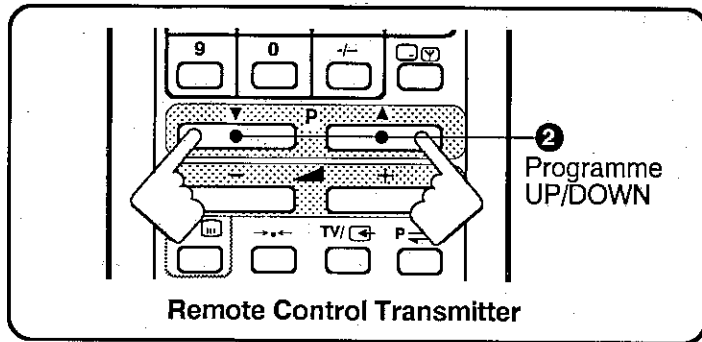 9 0 -/--
▼ P ▲
2
Programme
UP/DOWN
- +
TV/ P
Remote Control Transmitter